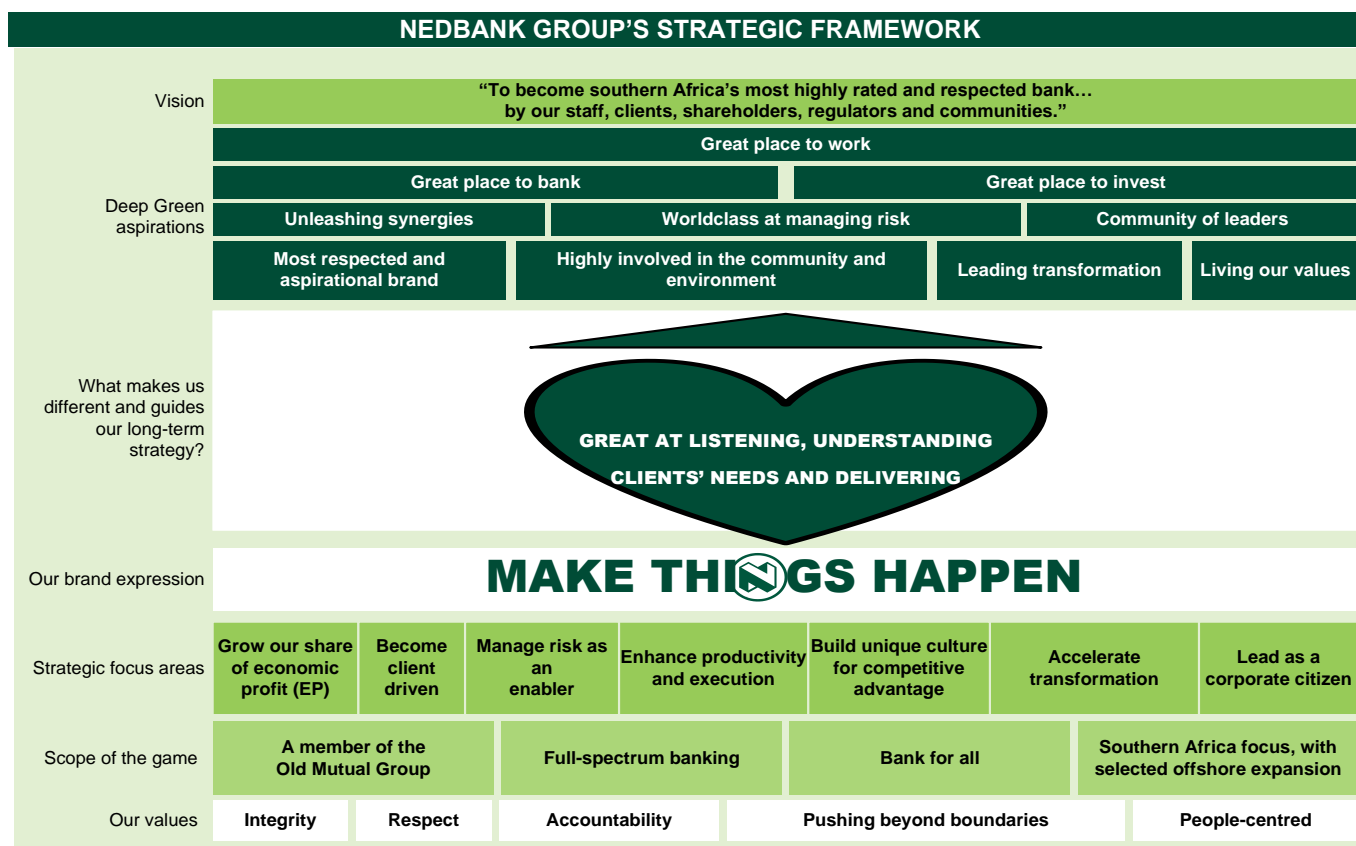 NEDBANK GROUP'S STRATEGIC FRAMEWORK
Vision
“To become southern Africa’s most highly rated and respected bank…
by our staff, clients, shareholders, regulators and communities.”
Deep Green
aspirations
Great place to work
Great place to bank
Great place to invest
Unleashing synergies
Worldclass at managing risk
Community of leaders
Most respected and
aspirational brand
Highly involved in the community and
environment
Leading transformation
Living our values
What makes us
different and guides
our long-term
strategy?
GREAT AT LISTENING, UNDERSTANDING
CLIENTS’ NEEDS AND DELIVERING
Our brand expression
MAKE THINGS HAPPEN
Strategic focus areas
Grow our share
of economic
profit (EP)
Become
client
driven
Manage risk as
an
enabler
Enhance productivity
and execution
Build unique culture
for competitive
advantage
Accelerate
transformation
Lead as a
corporate citizen
Scope of the game
A member of the
Old Mutual Group
Full-spectrum banking
Bank for all
Southern Africa focus, with
selected offshore expansion
Our values
Integrity
Respect
Accountability
Pushing beyond boundaries
People-centred